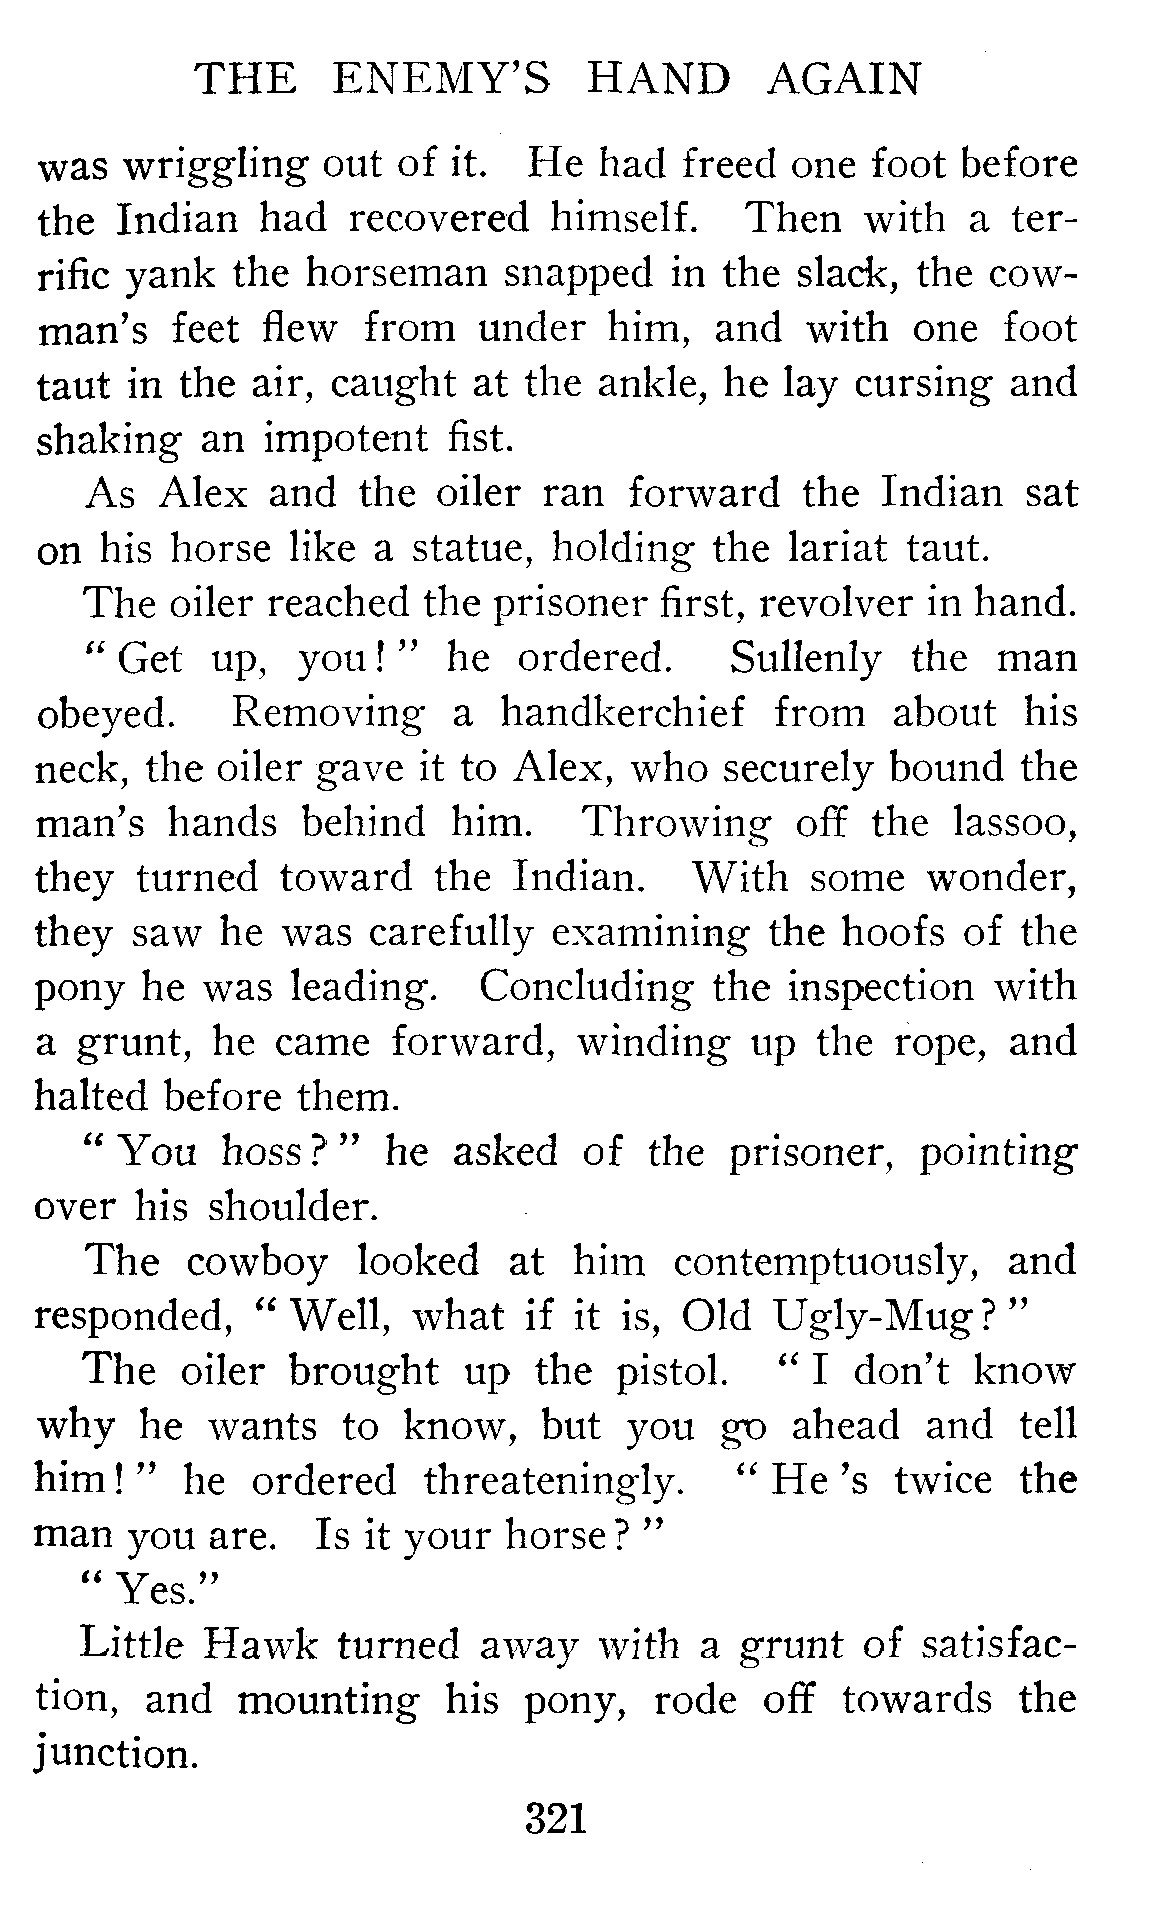 THE ENEMY'S HAND AGAIN
was wriggling out of it. He had freed one foot before
the Indian had recovered himself. Then with a ter-
rific yank the horseman snapped in the slack, the cow-
man's feet flew from under him, and with one foot
taut in the air, caught at the ankle, he lay cursing and
shaking an impotent fist.
As Alex and the oiler ran forward the Indian sat
on his horse like a statue, holding the lariat taut.
The oiler reached the prisoner first, revolver in hand.
“ Get up, you! ” he ordered. Sullenly the man
obeyed. Removing a handkerchief from about his
neck, the oiler gave it to Alex, who securely bound the
man's hands behind him. Throwing off the lassoo,
they turned toward the Indian. With some wonder,
they saw he was carefully examining the hoofs of the
pony he was leading. Concluding the inspection with
a grunt, he came forward, winding up the rope, and
halted before them.
“ You hoss? ” he asked of the prisoner, pointing
over his shoulder.
The cowboy looked at him contemptuously, and
responded, “ Well, what if it is, Old Ugly-Mug? ”
The oiler brought up the pistol. “ I don't know
why he wants to know, but you go ahead and tell
him! ” he ordered threateningly. “ He 's twice the
man you are. Is it your horse? ”
“ Yes.”
Little Hawk turned away with a grunt of satisfac-
tion, and mounting his pony, rode off towards the
junction.
321